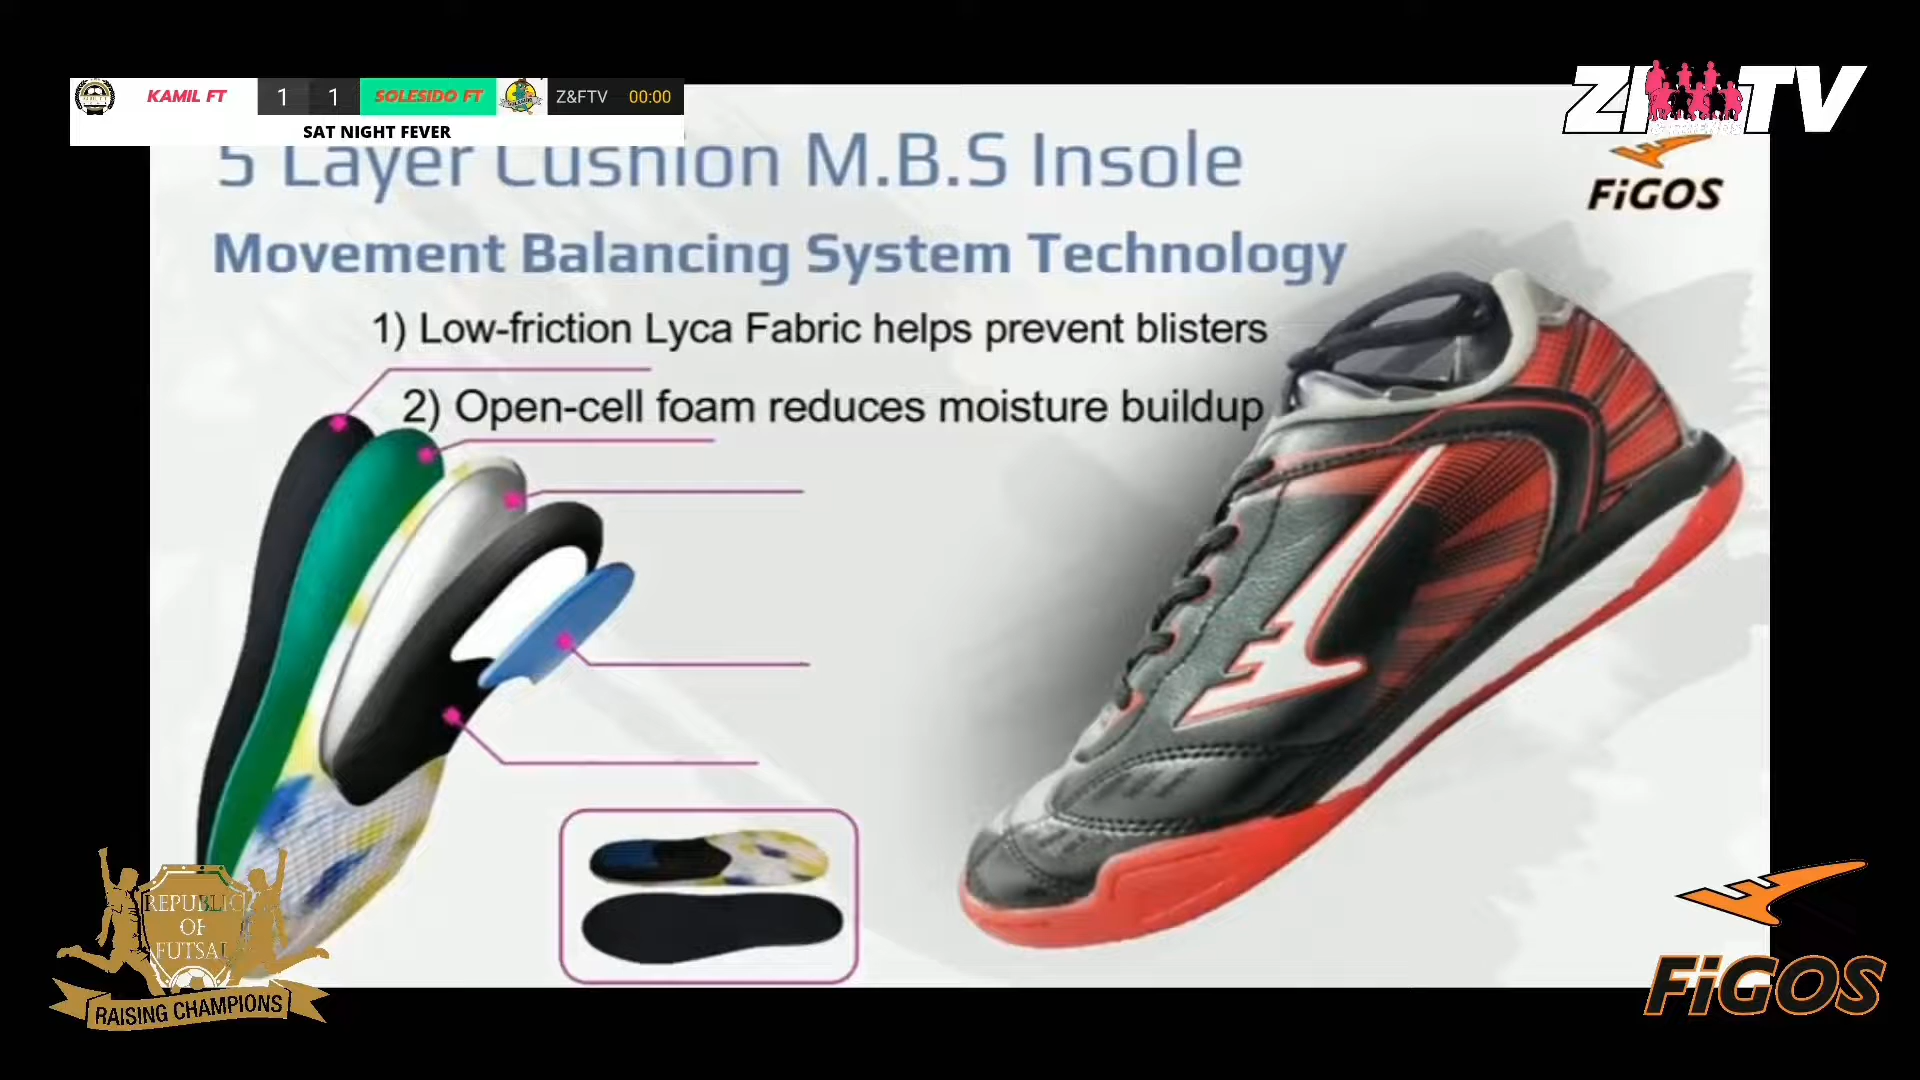 KAMIL FT 1 1 SOLESIDO FT Z&FTV 00:00
SAT NIGHT FEVER
TV
FiGOS
5 Layer Cushion M.B.S Insole
Movement Balancing System Technology
1) Low-friction Lyca Fabric helps prevent blisters
2) Open-cell foam reduces moisture buildup
REPUBLIC
OF
FUTSAL
RAISING CHAMPIONS
FiGOS